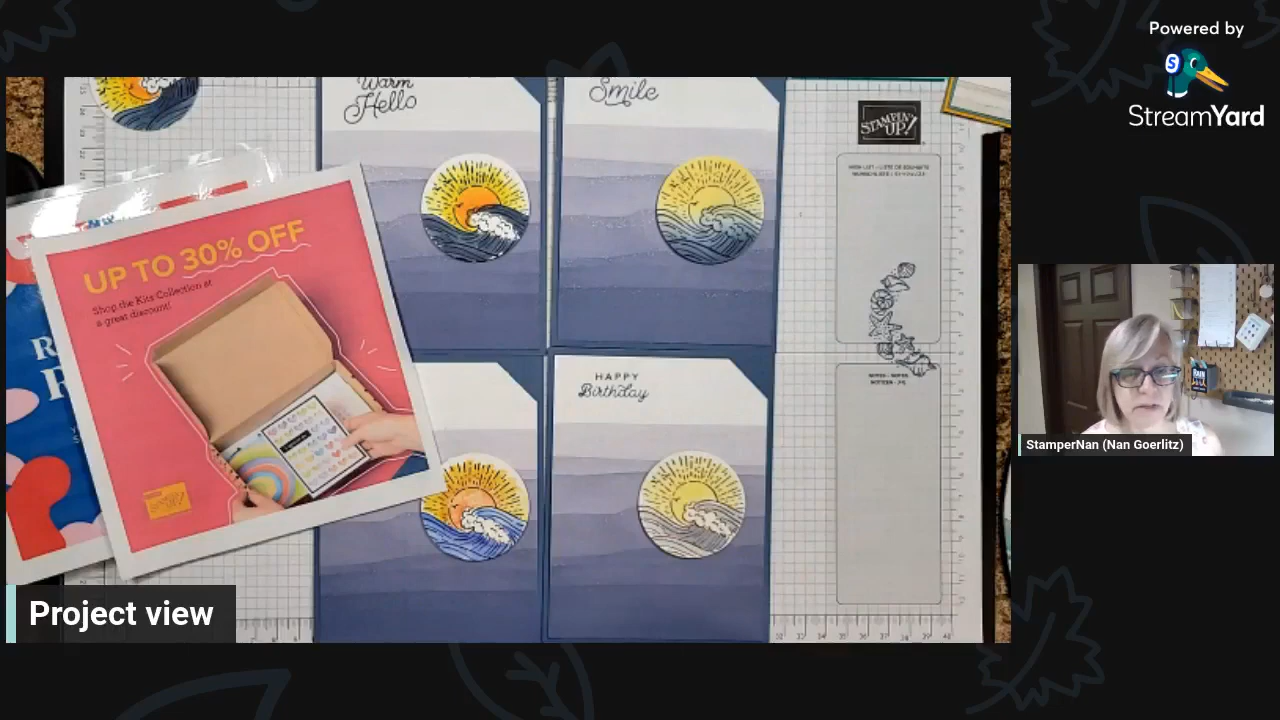 Powered by
StreamYard
Warm
Hello
Smile
STAMPIN' UP!
UP TO 30% OFF
Shop the Kits Collection at
a great discount!
HAPPY
Birthday
StamperNan (Nan Goerlitz)
Project view